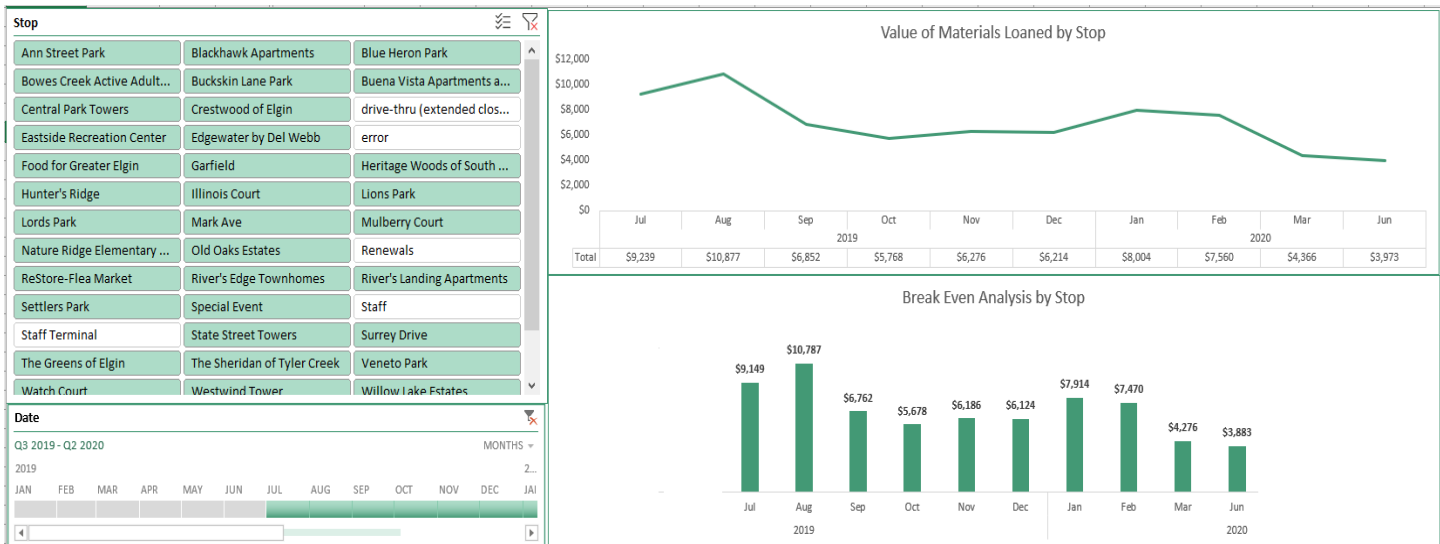 Stop
Ann Street Park Blackhawk Apartments Blue Heron Park
Bowes Creek Active Adult... Buckskin Lane Park Buena Vista Apartments a...
Central Park Towers Crestwood of Elgin drive-thru (extended clos...
Eastside Recreation Center Edgewater by Del Webb error
Food for Greater Elgin Garfield Heritage Woods of South ...
Hunter's Ridge Illinois Court Lions Park
Lords Park Mark Ave Mulberry Court
Nature Ridge Elementary ... Old Oaks Estates Renewals
ReStore-Flea Market River's Edge Townhomes River's Landing Apartments
Settlers Park Special Event Staff
Staff Terminal State Street Towers Surrey Drive
The Greens of Elgin The Sheridan of Tyler Creek Veneto Park
Watch Court Westwind Tower Willow Lake Estates
Date
Q3 2019 - Q2 2020 MONTHS
2019 2...
JAN FEB MAR APR MAY JUN JUL AUG SEP OCT NOV DEC JAI
Value of Materials Loaned by Stop
$12,000
$10,000
$8,000
$6,000
$4,000
$2,000
$0
Jul Aug Sep Oct Nov Dec Jan Feb Mar Jun
2019 2020
Total $9,239 $10,877 $6,852 $5,768 $6,276 $6,214 $8,004 $7,560 $4,366 $3,973
Break Even Analysis by Stop
$9,149 $10,787 $6,762 $5,678 $6,186 $6,124 $7,914 $7,470 $4,276 $3,883
Jul Aug Sep Oct Nov Dec Jan Feb Mar Jun
2019 2020